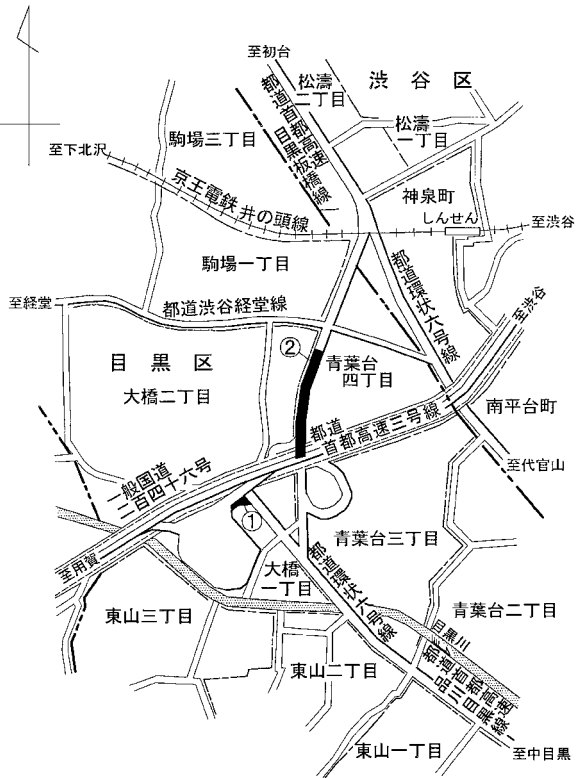 至初台
渋谷区
松濤
二丁目
都道首都高速
目黒板橋線
松濤
一丁目
駒場三丁目
至下北沢
京王電鉄 井の頭線
神泉町
しんせん
至渋谷
駒場一丁目
都道環状六号線
至渋谷
至経堂
都道渋谷経堂線
②
青葉台
四丁目
目黒区
大橋二丁目
都道
首都高速三号線
南平台町
至代官山
一般国道
二百四十六号
①
青葉台三丁目
至用賀
大橋
一丁目
都道環状六号線
東山三丁目
青葉台二丁目
目黒川
東山二丁目
都道首都高速
品川目黒線
東山一丁目
至中目黒